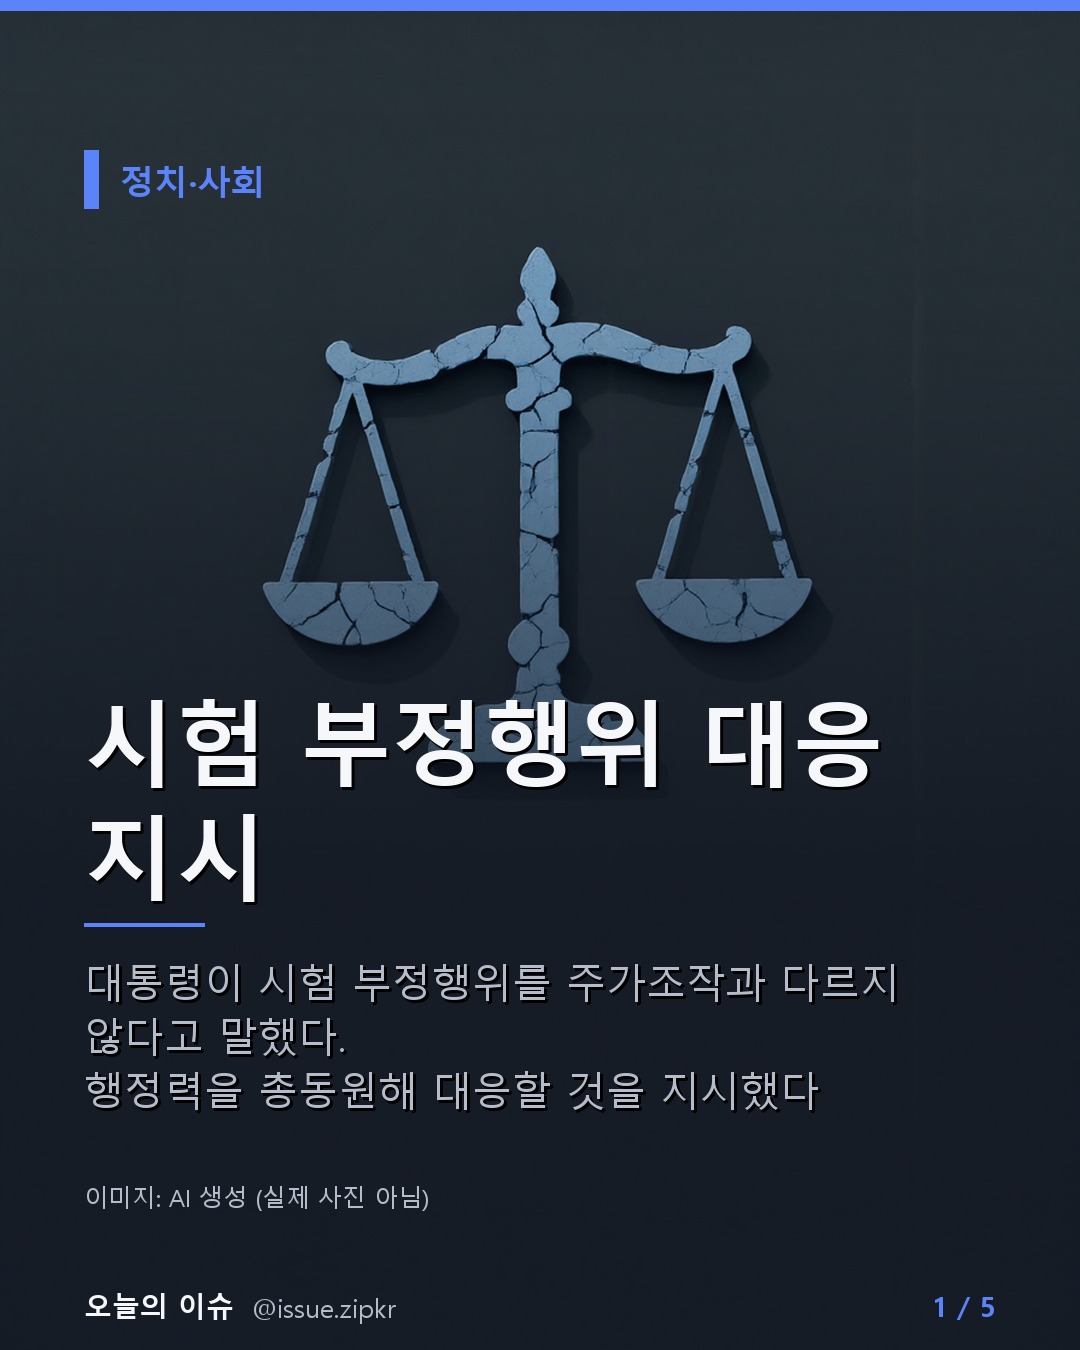 정치·사회
시험 부정행위 대응
지시
대통령이 시험 부정행위를 주가조작과 다르지
않다고 말했다.
행정력을 총동원해 대응할 것을 지시했다
이미지: AI 생성 (실제 사진 아님)
오늘의 이슈 @issue.zipkr
1 / 5